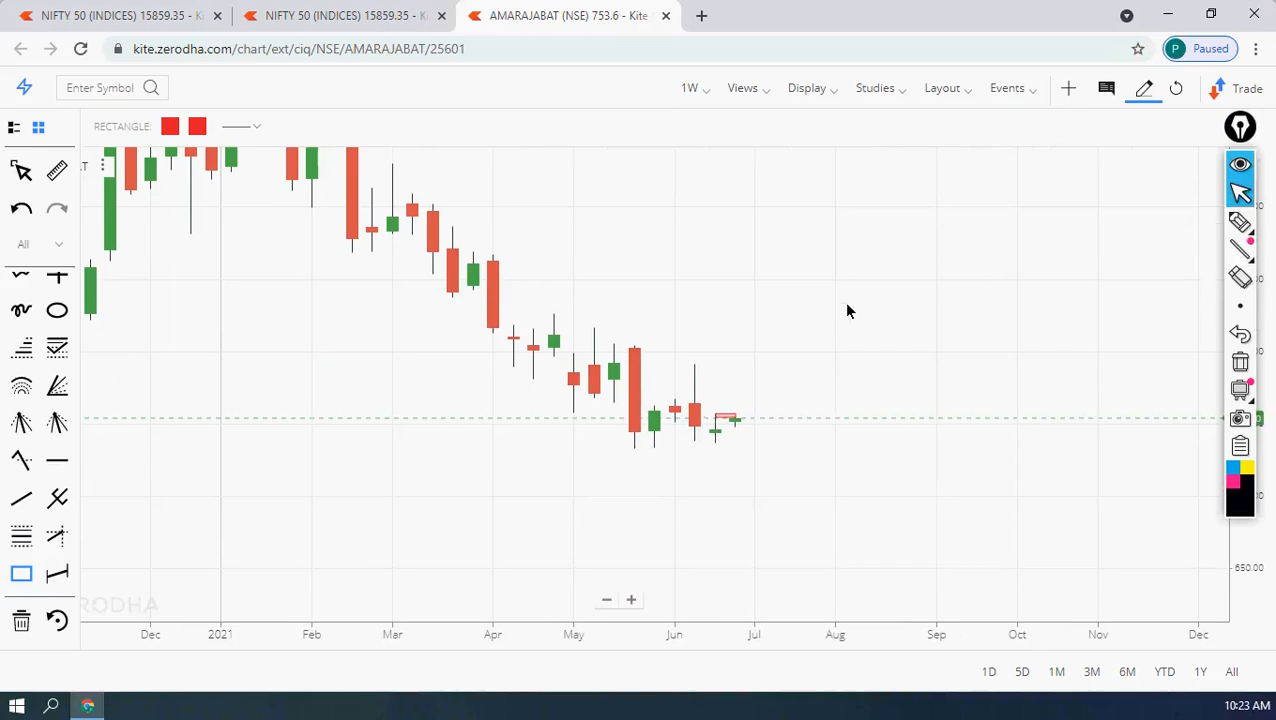 NIFTY 50 (INDICES) 15859.35 - Ki
NIFTY 50 (INDICES) 15859.35 - Ki
AMARAJABAT (NSE) 753.6 - Kite
kite.zerodha.com/chart/ext/ciq/NSE/AMARAJABAT/25601
P Paused
Enter Symbol
1W Views Display Studies Layout Events Trade
RECTANGLE:
T
All
650.00
Dec 2021 Feb Mar Apr May Jun Jul Aug Sep Oct Nov Dec
1D 5D 1M 3M 6M YTD 1Y All
10:23 AM